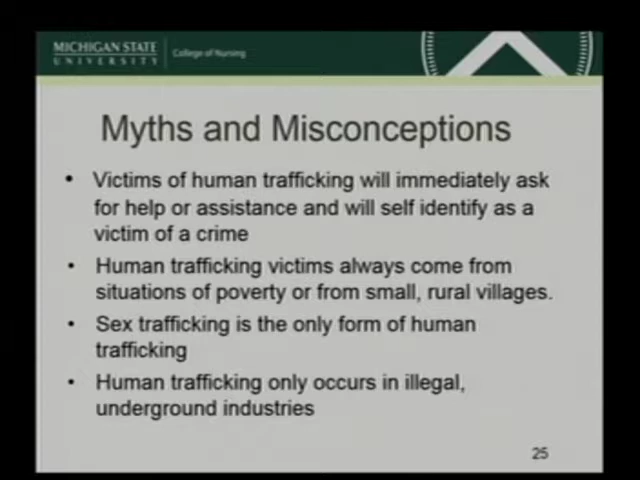 MICHIGAN STATE
UNIVERSITY
College of Nursing
Myths and Misconceptions
• Victims of human trafficking will immediately ask
for help or assistance and will self identify as a
victim of a crime
• Human trafficking victims always come from
situations of poverty or from small, rural villages.
• Sex trafficking is the only form of human
trafficking
• Human trafficking only occurs in illegal,
underground industries
25